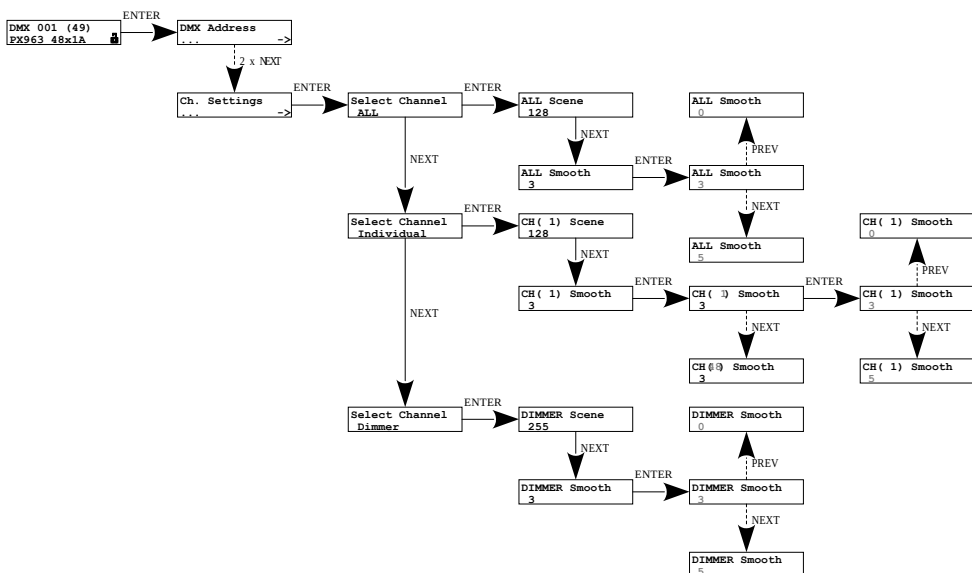 DMX 001 (49)
PX963 48x1A
ENTER
DMX Address
... ->
2 x NEXT
Ch. Settings
... ->
ENTER
Select Channel
ALL
ENTER
ALL Scene
128
NEXT
ALL Smooth
3
ENTER
ALL Smooth
0
PREV
ALL Smooth
3
NEXT
ALL Smooth
5
NEXT
Select Channel
Individual
ENTER
CH( 1) Scene
128
NEXT
CH( 1) Smooth
3
ENTER
CH( 1) Smooth
3
NEXT
CH(48) Smooth
3
ENTER
CH( 1) Smooth
0
PREV
CH( 1) Smooth
3
NEXT
CH( 1) Smooth
5
NEXT
Select Channel
Dimmer
ENTER
DIMMER Scene
255
NEXT
DIMMER Smooth
3
ENTER
DIMMER Smooth
0
PREV
DIMMER Smooth
3
NEXT
DIMMER Smooth
5